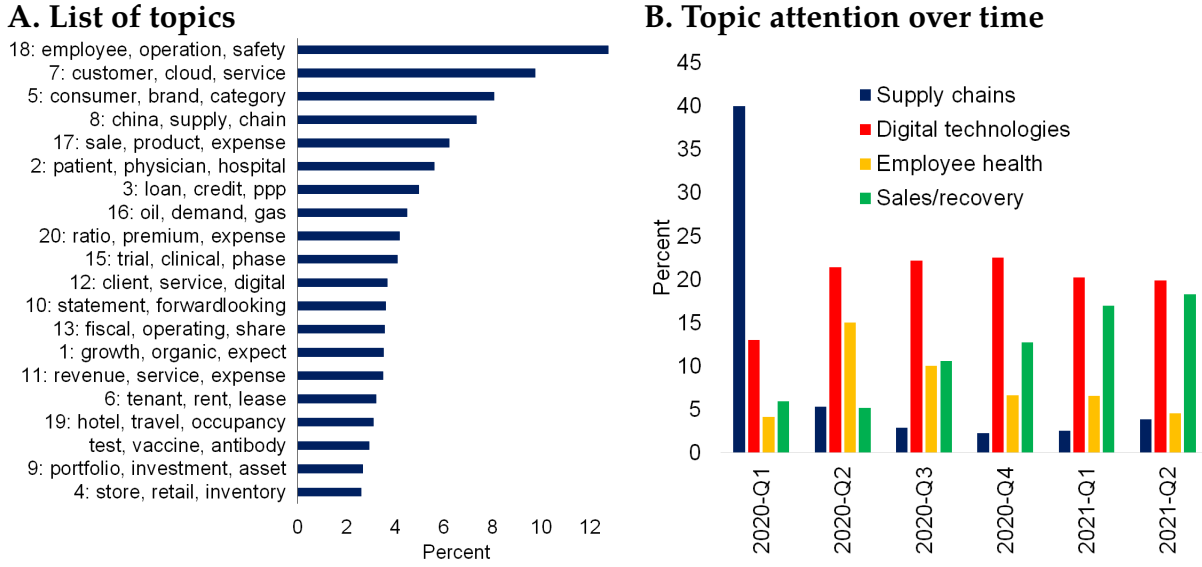 A. List of topics
18: employee, operation, safety
7: customer, cloud, service
5: consumer, brand, category
8: china, supply, chain
17: sale, product, expense
2: patient, physician, hospital
3: loan, credit, ppp
16: oil, demand, gas
20: ratio, premium, expense
15: trial, clinical, phase
12: client, service, digital
10: statement, forwardlooking
13: fiscal, operating, share
1: growth, organic, expect
11: revenue, service, expense
6: tenant, rent, lease
19: hotel, travel, occupancy
test, vaccine, antibody
9: portfolio, investment, asset
4: store, retail, inventory
0 2 4 6 8 10 12
Percent
B. Topic attention over time
45
40
35
30
25
20
15
10
5
0
Percent
Supply chains
Digital technologies
Employee health
Sales/recovery
2020-Q1
2020-Q2
2020-Q3
2020-Q4
2021-Q1
2021-Q2